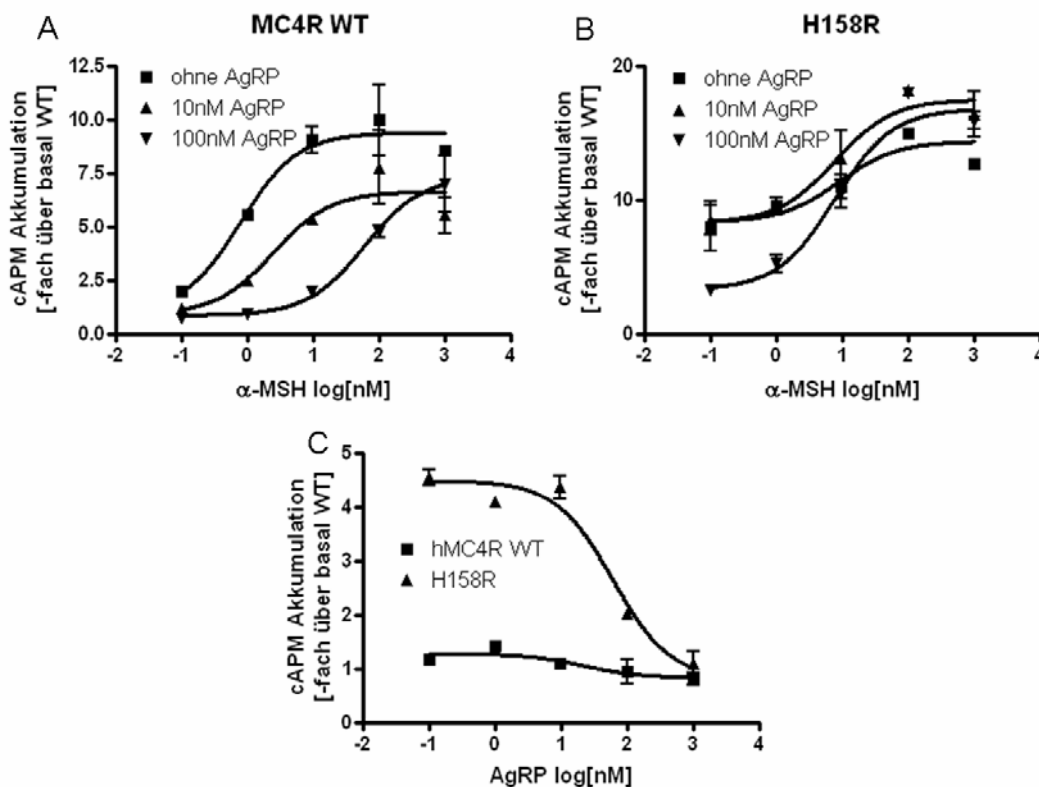 A
MC4R WT
cAPM Akkumulation
[-fach über basal WT]
12.5
10.0
7.5
5.0
2.5
0.0
ohne AgRP
10nM AgRP
100nM AgRP
-2 -1 0 1 2 3 4
α-MSH log[nM]
B
H158R
cAPM Akkumulation
[-fach über basal WT]
20
10
0
ohne AgRP
10nM AgRP
100nM AgRP
-2 -1 0 1 2 3 4
α-MSH log[nM]
C
cAPM Akkumulation
[-fach über basal WT]
5
4
3
2
1
0
hMC4R WT
H158R
-2 -1 0 1 2 3 4
AgRP log[nM]